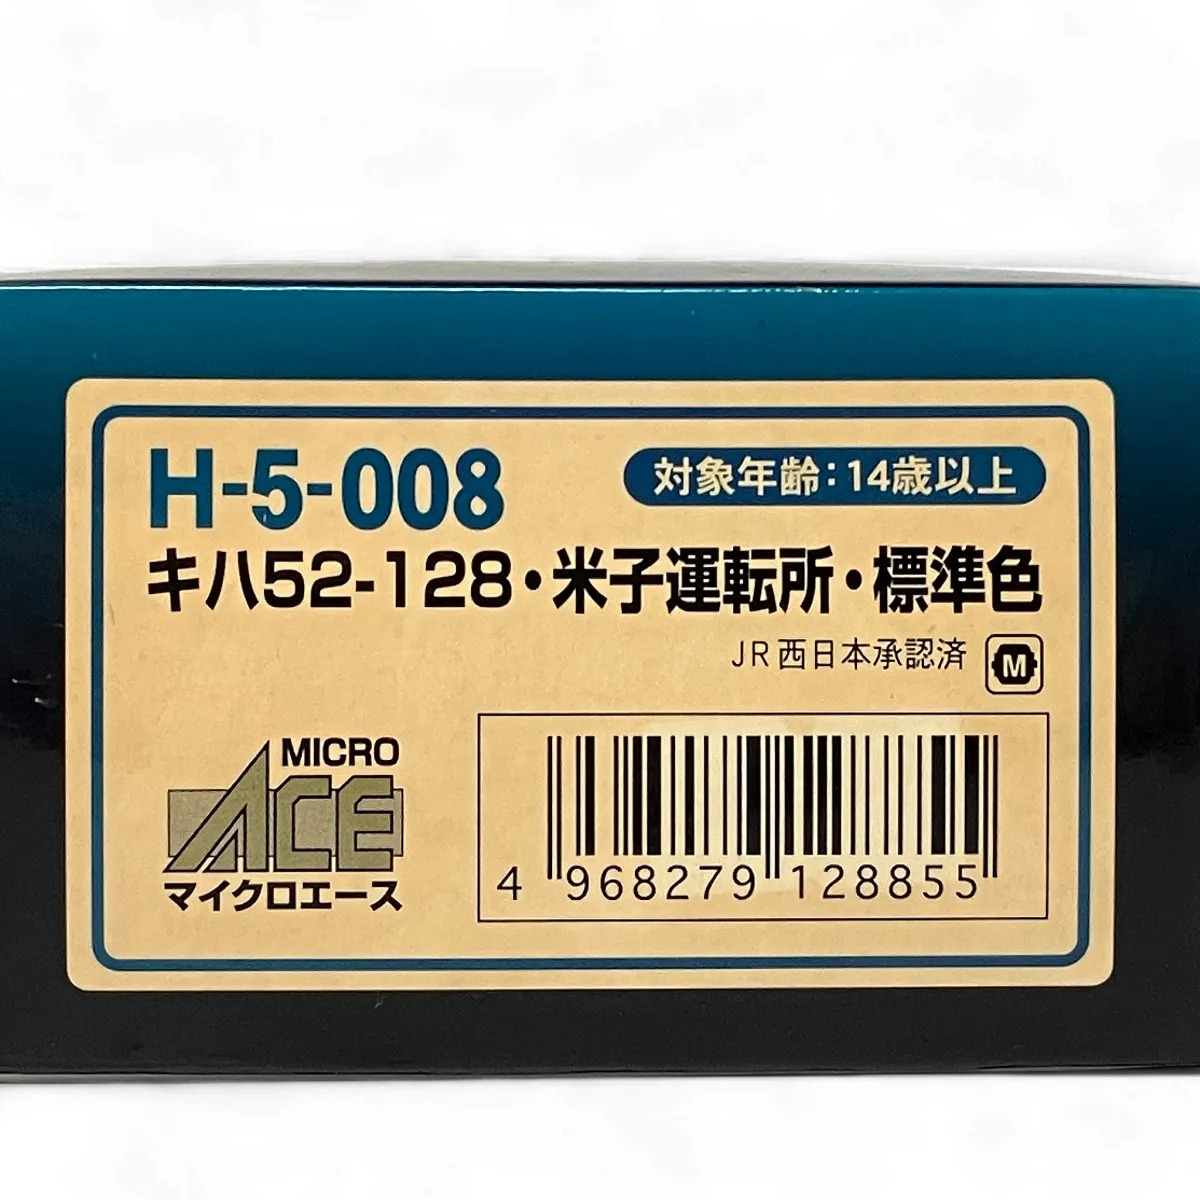 H-5-008
対象年齢：14歳以上
キハ52-128・米子運転所・標準色
JR西日本承認済
M
MICRO
ACE
マイクロエース
4 968279 128855